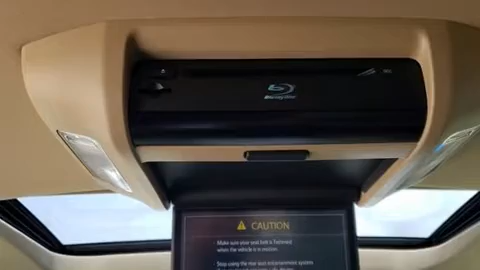 Blu-ray Disc
CAUTION
Make sure your seat belt is fastened
when the vehicle is in motion.
Stop using the rear seat entertainment system